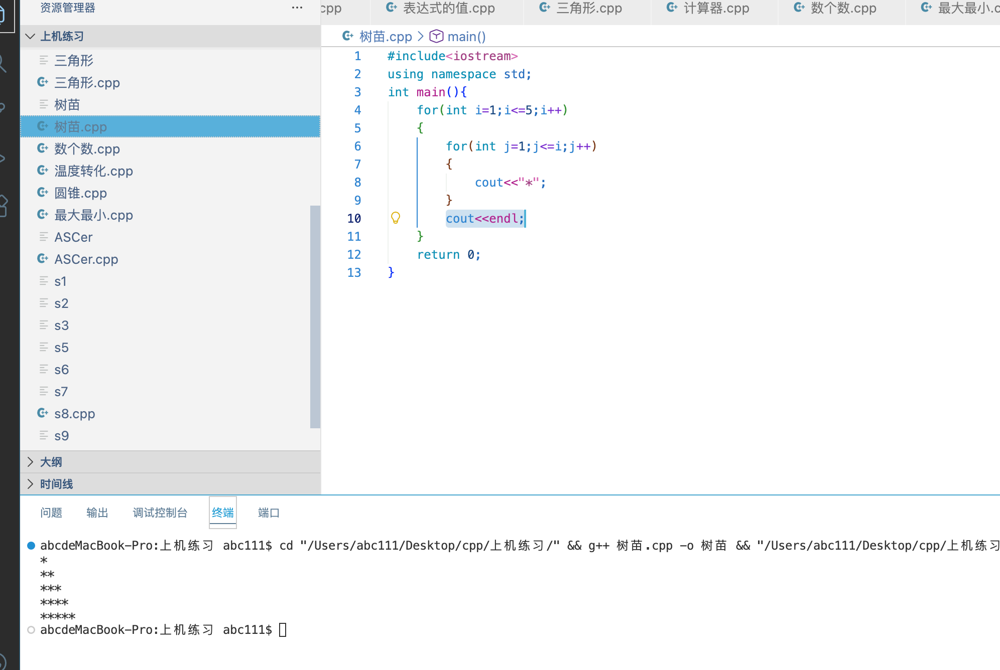 资源管理器 ···
上机练习
三角形
三角形.cpp
树苗
树苗.cpp
数个数.cpp
温度转化.cpp
圆锥.cpp
最大最小.cpp
ASCer
ASCer.cpp
s1
s2
s3
s5
s6
s7
s8.cpp
s9
大纲
时间线
cpp 表达式的值.cpp 三角形.cpp 计算器.cpp 数个数.cpp 最大最小.c
树苗.cpp > main()
1 #include<iostream>
2 using namespace std;
3 int main(){
4 for(int i=1;i<=5;i++)
5 {
6 for(int j=1;j<=i;j++)
7 {
8 cout<<"*";
9 }
10 cout<<endl;
11 }
12 return 0;
13 }
问题 输出 调试控制台 终端 端口
abcdeMacBook-Pro:上机练习 abc111$ cd "/Users/abc111/Desktop/cpp/上机练习/" && g++ 树苗.cpp -o 树苗 && "/Users/abc111/Desktop/cpp/上机练习
*
**
***
****
*****
abcdeMacBook-Pro:上机练习 abc111$